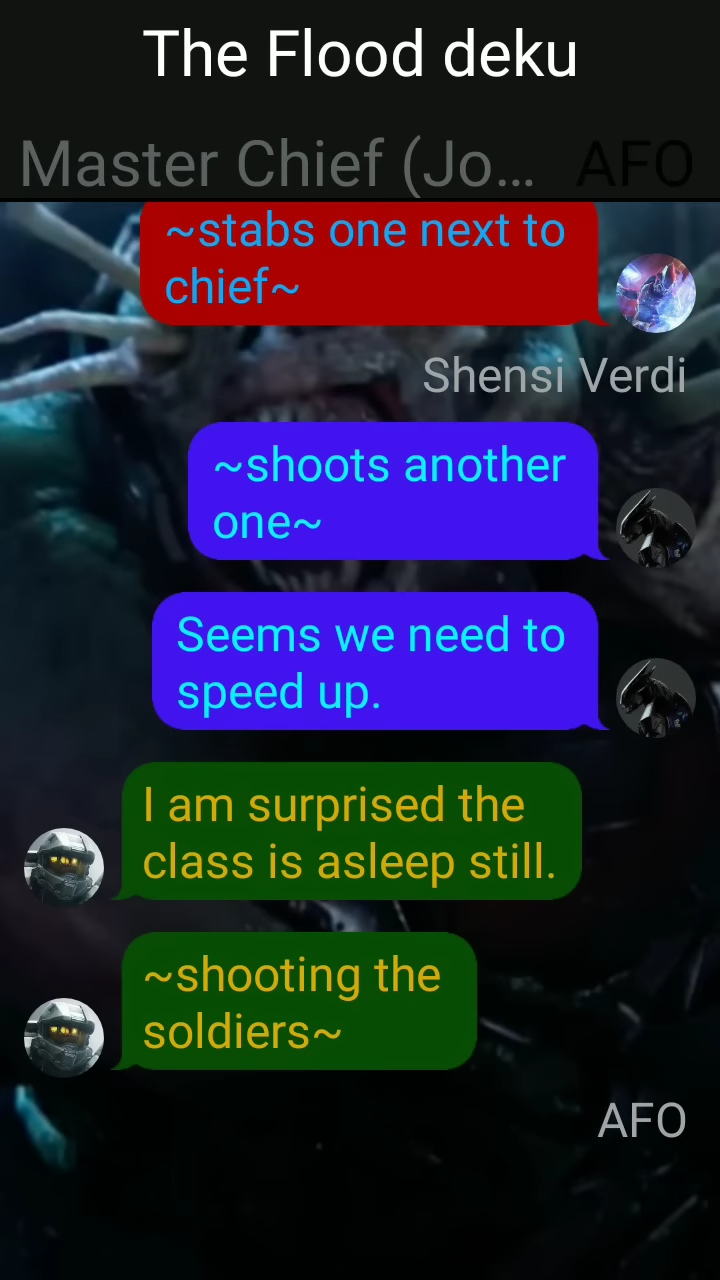 The Flood deku
Master Chief (Jo...
AFO
~stabs one next to
chief~
Shensi Verdi
~shoots another
one~
Seems we need to
speed up.
I am surprised the
class is asleep still.
~shooting the
soldiers~
AFO